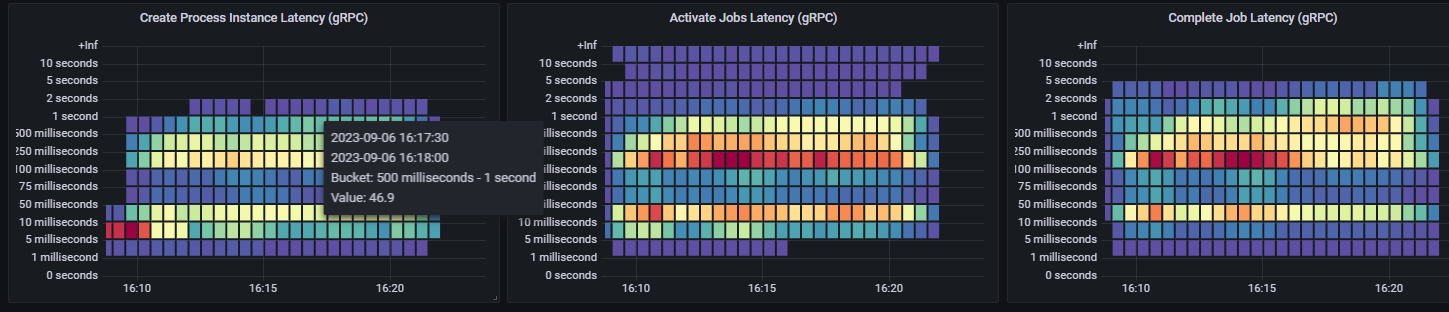 Create Process Instance Latency (gRPC)
+Inf
10 seconds
5 seconds
2 seconds
1 second
500 milliseconds
250 milliseconds
100 milliseconds
75 milliseconds
50 milliseconds
10 milliseconds
5 milliseconds
1 millisecond
0 seconds
16:10
16:15
16:20
2023-09-06 16:17:30
2023-09-06 16:18:00
Bucket: 500 milliseconds - 1 second
Value: 46.9
Activate Jobs Latency (gRPC)
+Inf
10 seconds
5 seconds
2 seconds
1 second
milliseconds
milliseconds
milliseconds
milliseconds
milliseconds
10 milliseconds
5 milliseconds
1 millisecond
0 seconds
16:10
16:15
16:20
Complete Job Latency (gRPC)
+Inf
10 seconds
5 seconds
2 seconds
1 second
500 milliseconds
250 milliseconds
100 milliseconds
75 milliseconds
50 milliseconds
10 milliseconds
5 milliseconds
1 millisecond
0 seconds
16:10
16:15
16:20